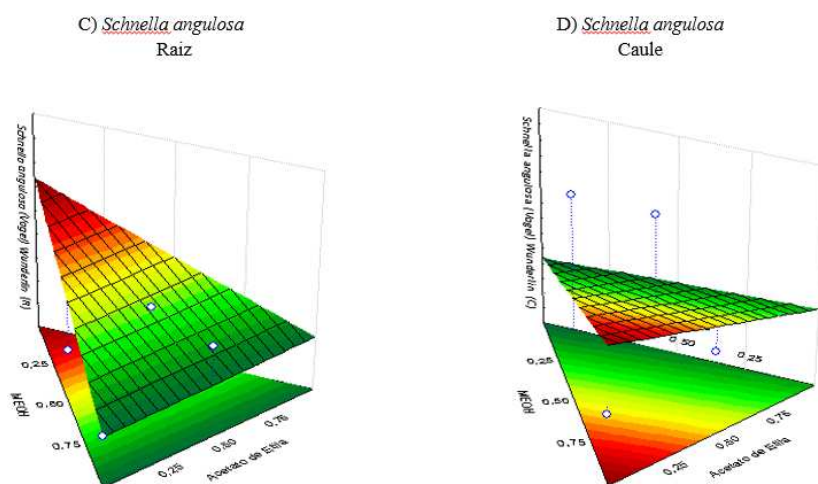 C) Schnella angulosa
Raiz
D) Schnella angulosa
Caule
Schnella angulosa (Vogel) Wunderlin (R)
0,25
0,50
0,75
MEOH
0,25
0,50
0,75
Acetato de Etila
Schnella angulosa (Vogel) Wunderlin (C)
0,50
0,25
0,25
0,50
0,75
MEOH
0,25
0,50
0,75
Acetato de Etila